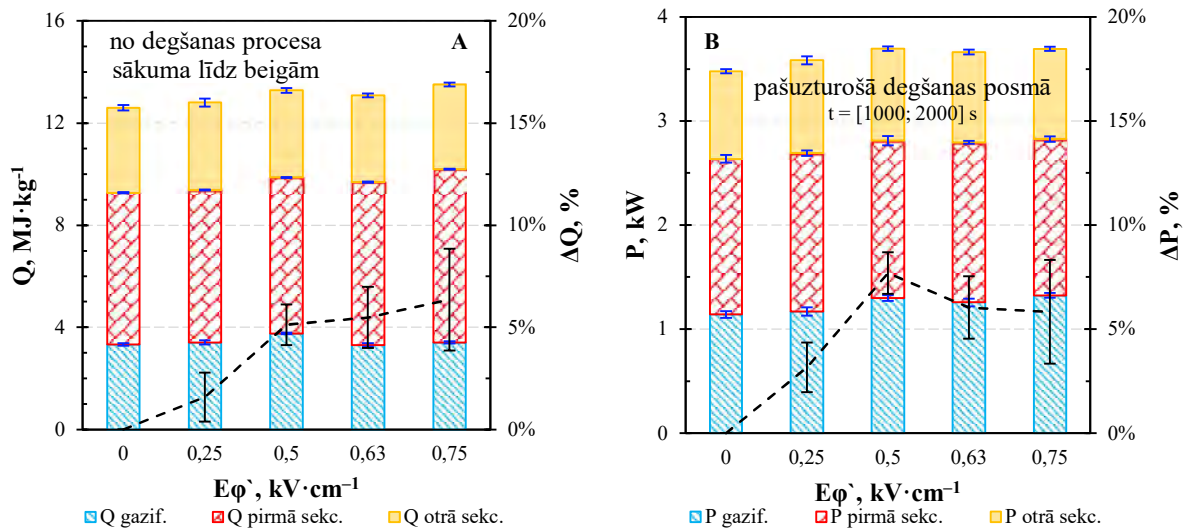 16
12
8
4
0
Q, MJ·kg⁻¹
no degšanas procesa
sākuma līdz beigām
A
20%
15%
10%
5%
0%
ΔQ, %
0 0,25 0,5 0,63 0,75
Eφ`, kV·cm⁻¹
Q gazif. Q pirmā sekc. Q otrā sekc.
4
3
2
1
0
P, kW
B
pašuzturošā degšanas posmā
t = [1000; 2000] s
20%
15%
10%
5%
0%
ΔP, %
0 0,25 0,5 0,63 0,75
Eφ`, kV·cm⁻¹
P gazif. P pirmā sekc. P otrā sekc.